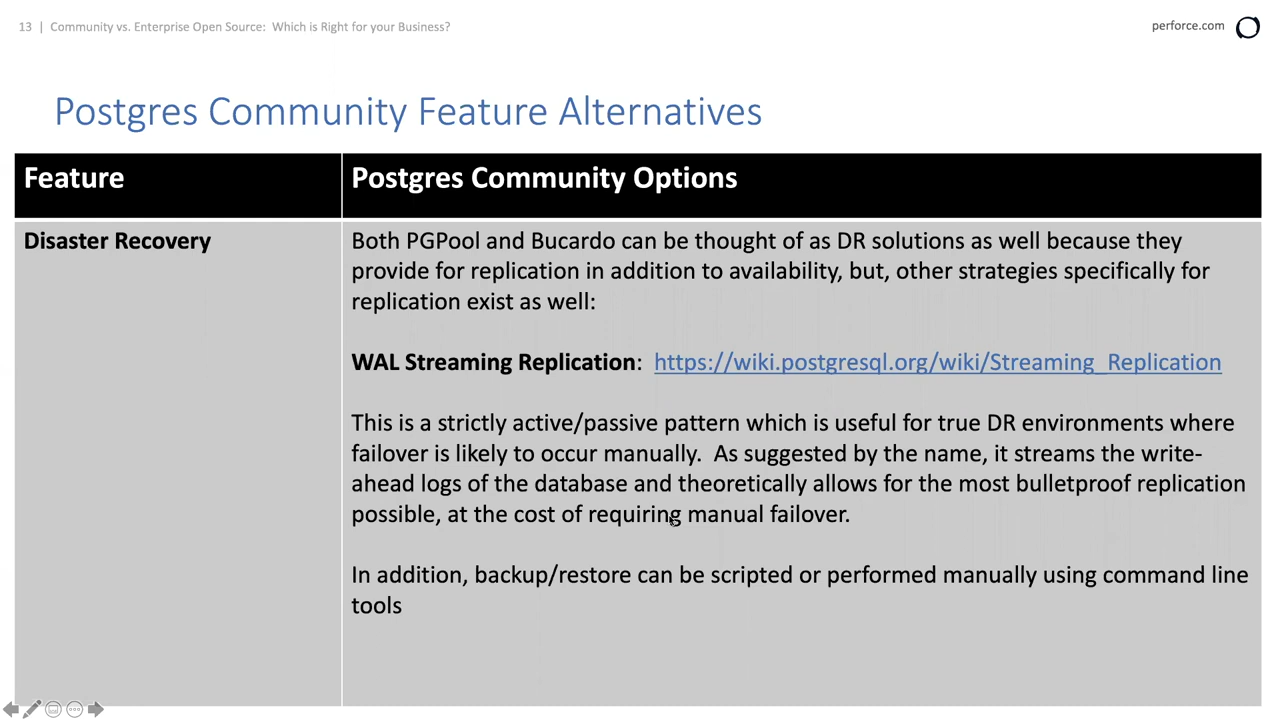 13 | Community vs. Enterprise Open Source: Which is Right for your Business?
perforce.com
Postgres Community Feature Alternatives
Feature
Postgres Community Options
Disaster Recovery
Both PGPool and Bucardo can be thought of as DR solutions as well because they
provide for replication in addition to availability, but, other strategies specifically for
replication exist as well:
WAL Streaming Replication: https://wiki.postgresql.org/wiki/Streaming_Replication
This is a strictly active/passive pattern which is useful for true DR environments where
failover is likely to occur manually. As suggested by the name, it streams the write-
ahead logs of the database and theoretically allows for the most bulletproof replication
possible, at the cost of requiring manual failover.
In addition, backup/restore can be scripted or performed manually using command line
tools